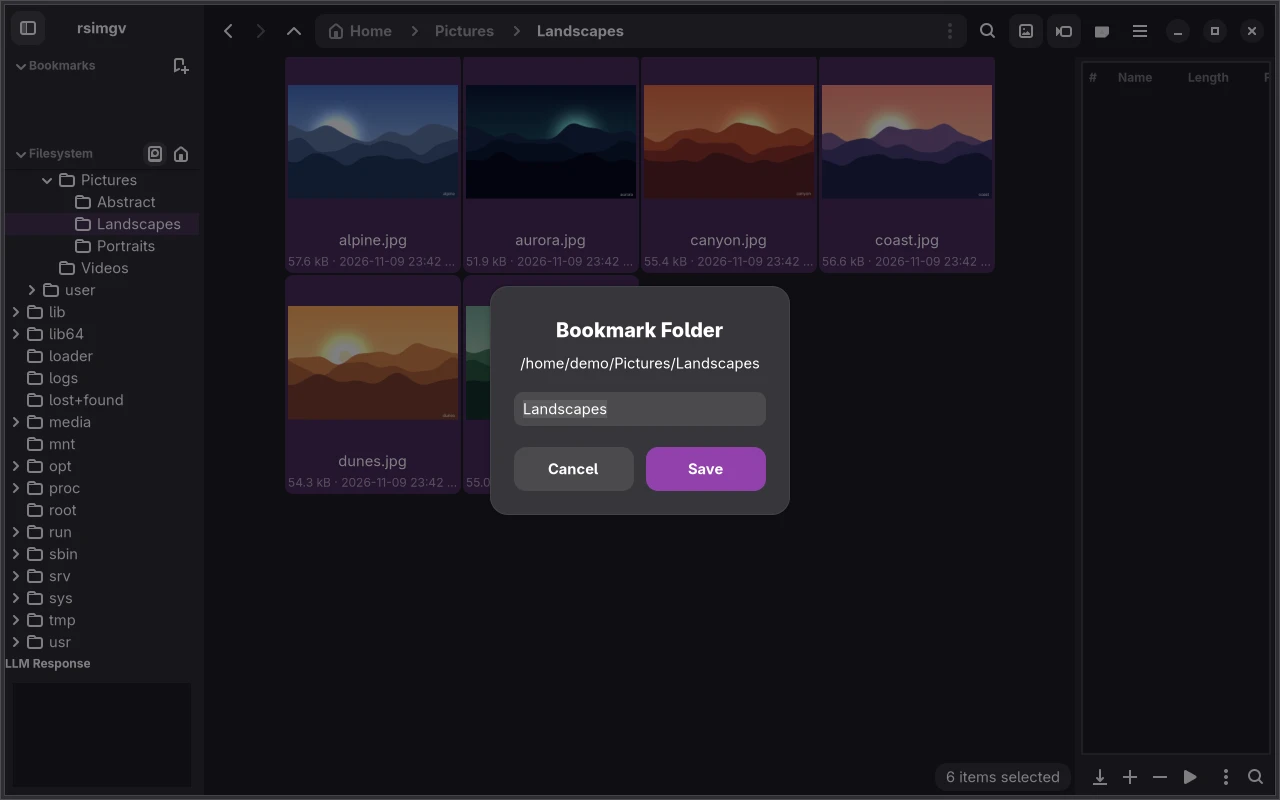 rsimgv
Home
Pictures
Landscapes
Bookmarks
Filesystem
Pictures
Abstract
Landscapes
Portraits
Videos
user
lib
lib64
loader
logs
lost+found
media
mnt
opt
proc
root
run
sbin
srv
sys
tmp
usr
LLM Response
alpine.jpg
57.6 kB · 2026-11-09 23:42 ...
aurora.jpg
51.9 kB · 2026-11-09 23:42 ...
canyon.jpg
55.4 kB · 2026-11-09 23:42 ...
coast.jpg
56.6 kB · 2026-11-09 23:42 ...
dunes.jpg
54.3 kB · 2026-11-09 23:42 ...
55.0
Bookmark Folder
/home/demo/Pictures/Landscapes
Landscapes
Cancel
Save
# Name Length F
6 items selected